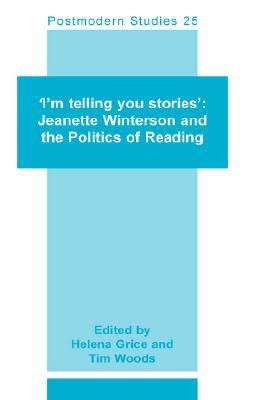 Postmodern Studies 25
'I'm telling you stories':
Jeanette Winterson and
the Politics of Reading
Edited by
Helena Grice and
Tim Woods